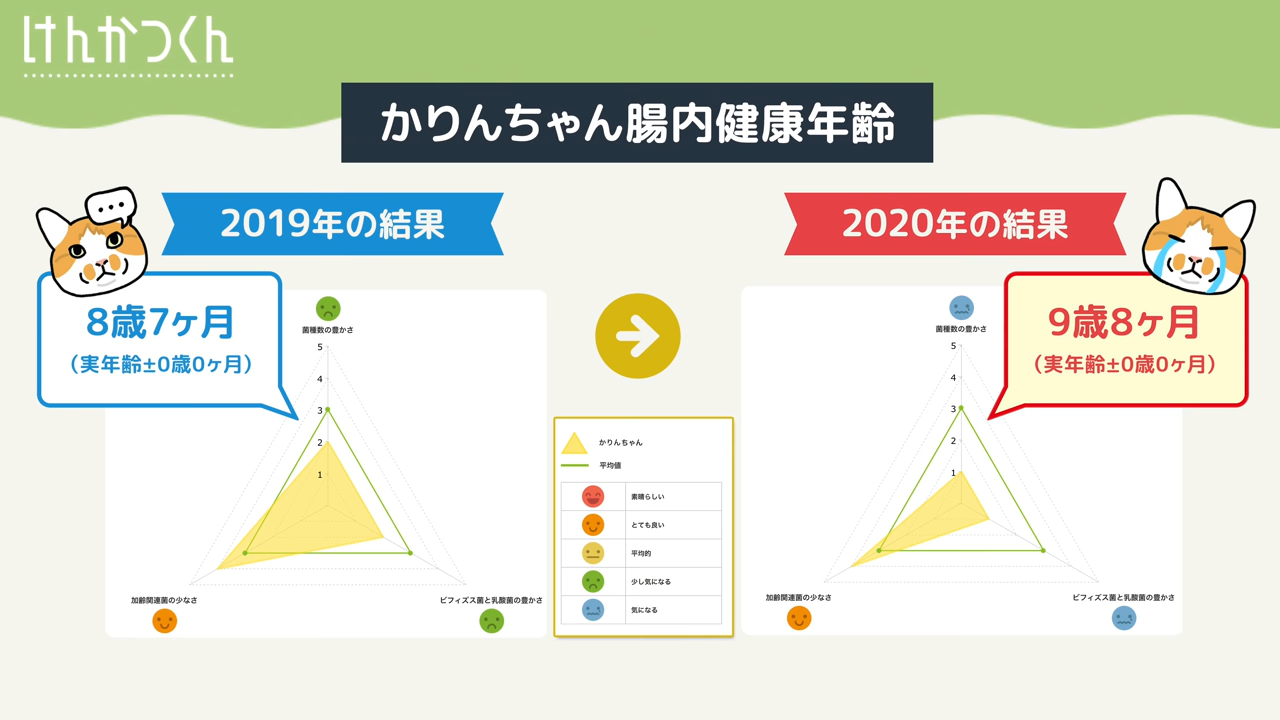 けんかつくん
かりんちゃん腸内健康年齢
2019年の結果
8歳7ヶ月
(実年齢±0歳0ヶ月)
菌種数の豊かさ
5
4
3
2
1
加齢関連菌の少なさ
ビフィズス菌と乳酸菌の豊かさ
かりんちゃん
平均値
素晴らしい
とても良い
平均的
少し気になる
気になる
2020年の結果
9歳8ヶ月
(実年齢±0歳0ヶ月)
菌種数の豊かさ
5
4
3
2
1
加齢関連菌の少なさ
ビフィズス菌と乳酸菌の豊かさ